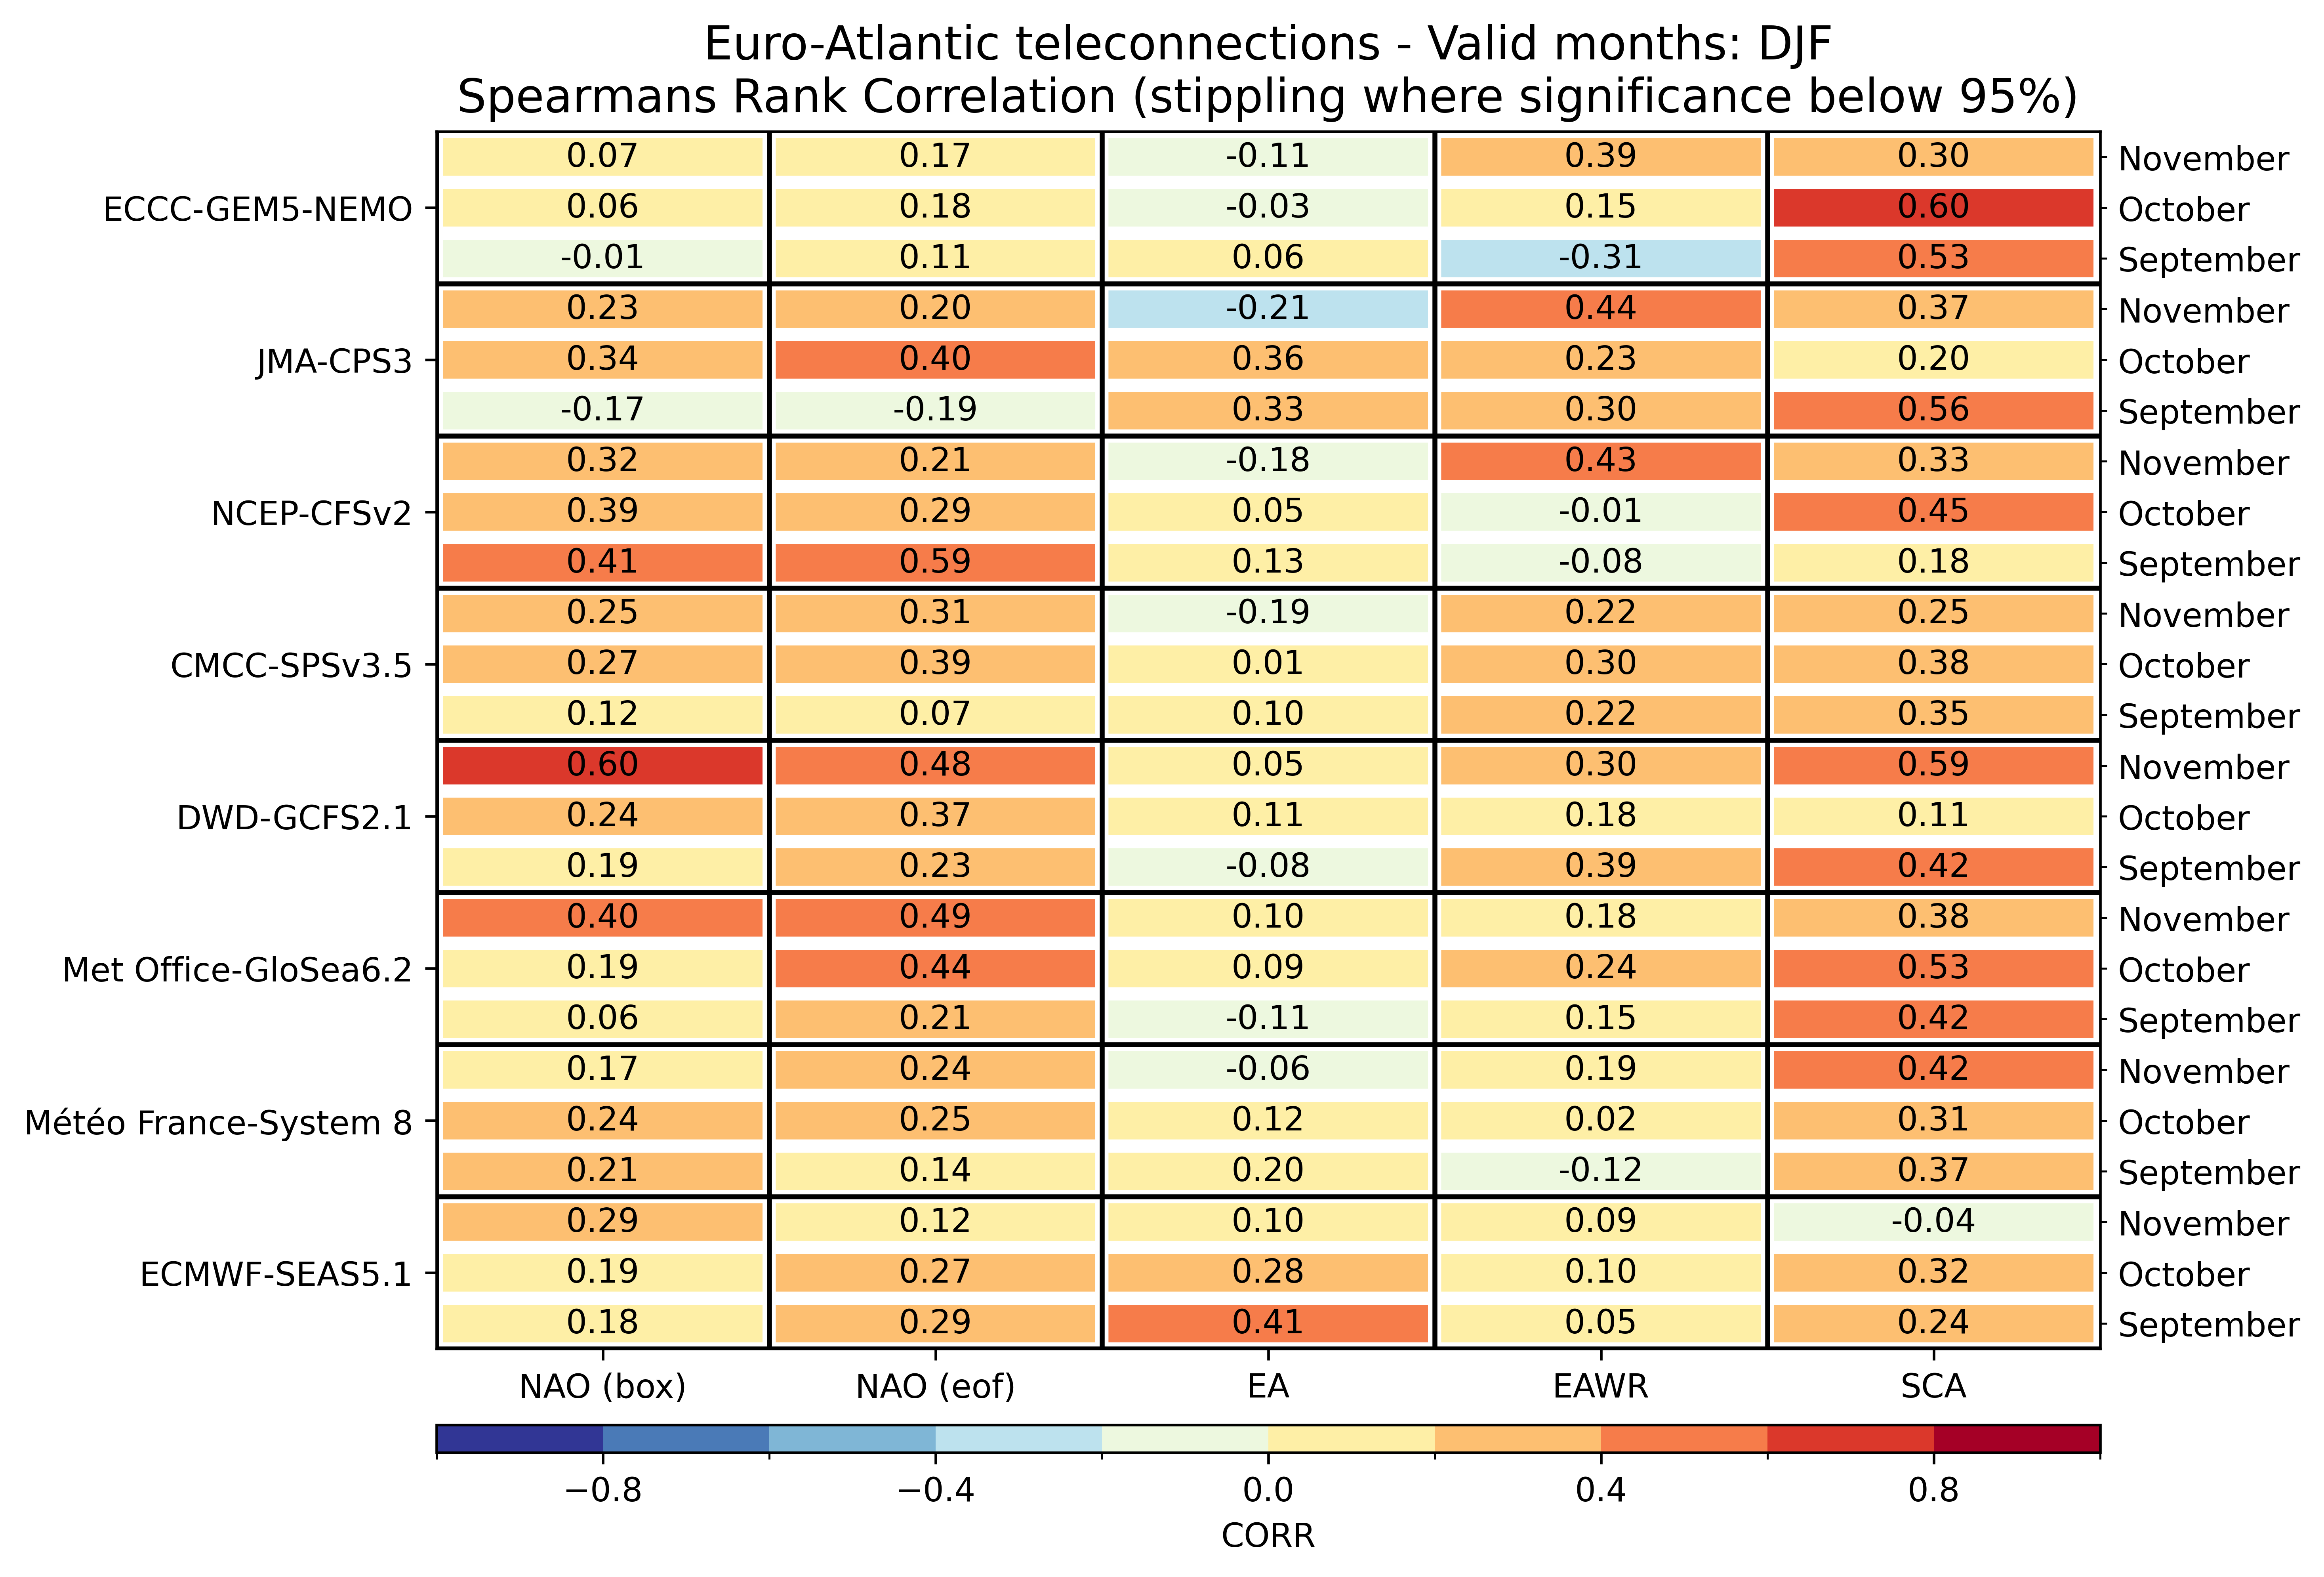 Euro-Atlantic teleconnections - Valid months: DJF
Spearmans Rank Correlation (stippling where significance below 95%)
0.07 0.17 -0.11 0.39 0.30 November
ECCC-GEM5-NEMO 0.06 0.18 -0.03 0.15 0.60 October
-0.01 0.11 0.06 -0.31 0.53 September
0.23 0.20 -0.21 0.44 0.37 November
JMA-CPS3 0.34 0.40 0.36 0.23 0.20 October
-0.17 -0.19 0.33 0.30 0.56 September
0.32 0.21 -0.18 0.43 0.33 November
NCEP-CFSv2 0.39 0.29 0.05 -0.01 0.45 October
0.41 0.59 0.13 -0.08 0.18 September
0.25 0.31 -0.19 0.22 0.25 November
CMCC-SPSv3.5 0.27 0.39 0.01 0.30 0.38 October
0.12 0.07 0.10 0.22 0.35 September
0.60 0.48 0.05 0.30 0.59 November
DWD-GCFS2.1 0.24 0.37 0.11 0.18 0.11 October
0.19 0.23 -0.08 0.39 0.42 September
0.40 0.49 0.10 0.18 0.38 November
Met Office-GloSea6.2 0.19 0.44 0.09 0.24 0.53 October
0.06 0.21 -0.11 0.15 0.42 September
0.17 0.24 -0.06 0.19 0.42 November
Météo France-System 8 0.24 0.25 0.12 0.02 0.31 October
0.21 0.14 0.20 -0.12 0.37 September
0.29 0.12 0.10 0.09 -0.04 November
ECMWF-SEAS5.1 0.19 0.27 0.28 0.10 0.32 October
0.18 0.29 0.41 0.05 0.24 September
NAO (box) NAO (eof) EA EAWR SCA
−0.8 −0.4 0.0 0.4 0.8
CORR